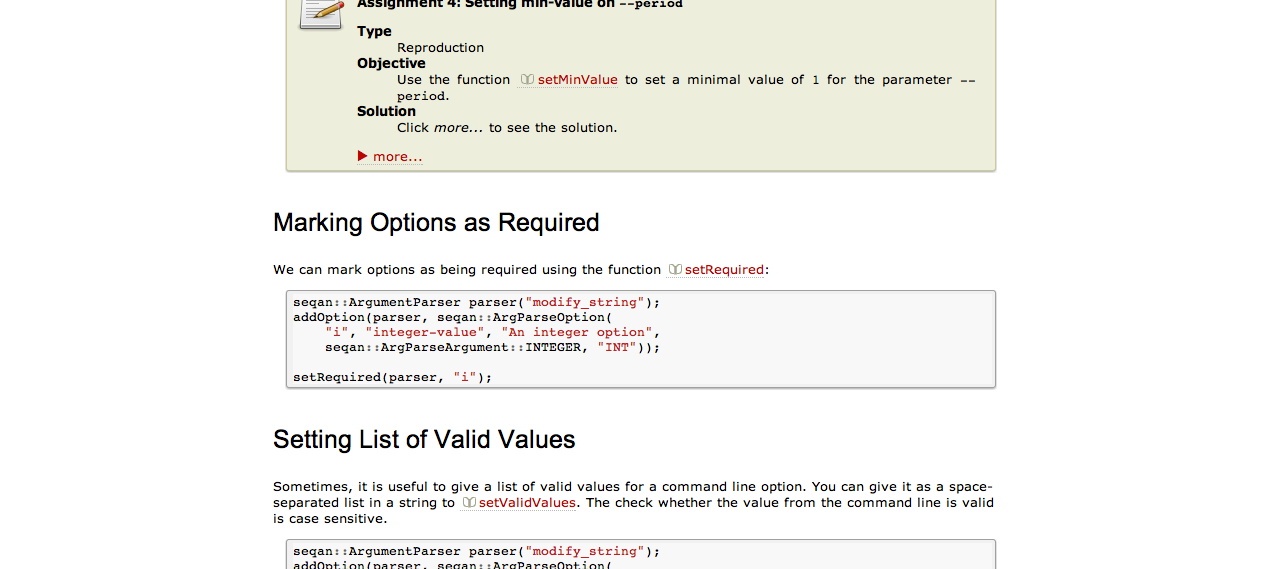 Assignment 4: Setting min-value on --period
Type
Reproduction
Objective
Use the function setMinValue to set a minimal value of 1 for the parameter --
period.
Solution
Click more... to see the solution.
more...
Marking Options as Required
We can mark options as being required using the function setRequired:
seqan::ArgumentParser parser("modify_string");
addOption(parser, seqan::ArgParseOption(
"i", "integer-value", "An integer option",
seqan::ArgParseArgument::INTEGER, "INT"));
setRequired(parser, "i");
Setting List of Valid Values
Sometimes, it is useful to give a list of valid values for a command line option. You can give it as a space-
separated list in a string to setValidValues. The check whether the value from the command line is valid
is case sensitive.
seqan::ArgumentParser parser("modify_string");
addOption(parser, seqan::ArgParseOption(